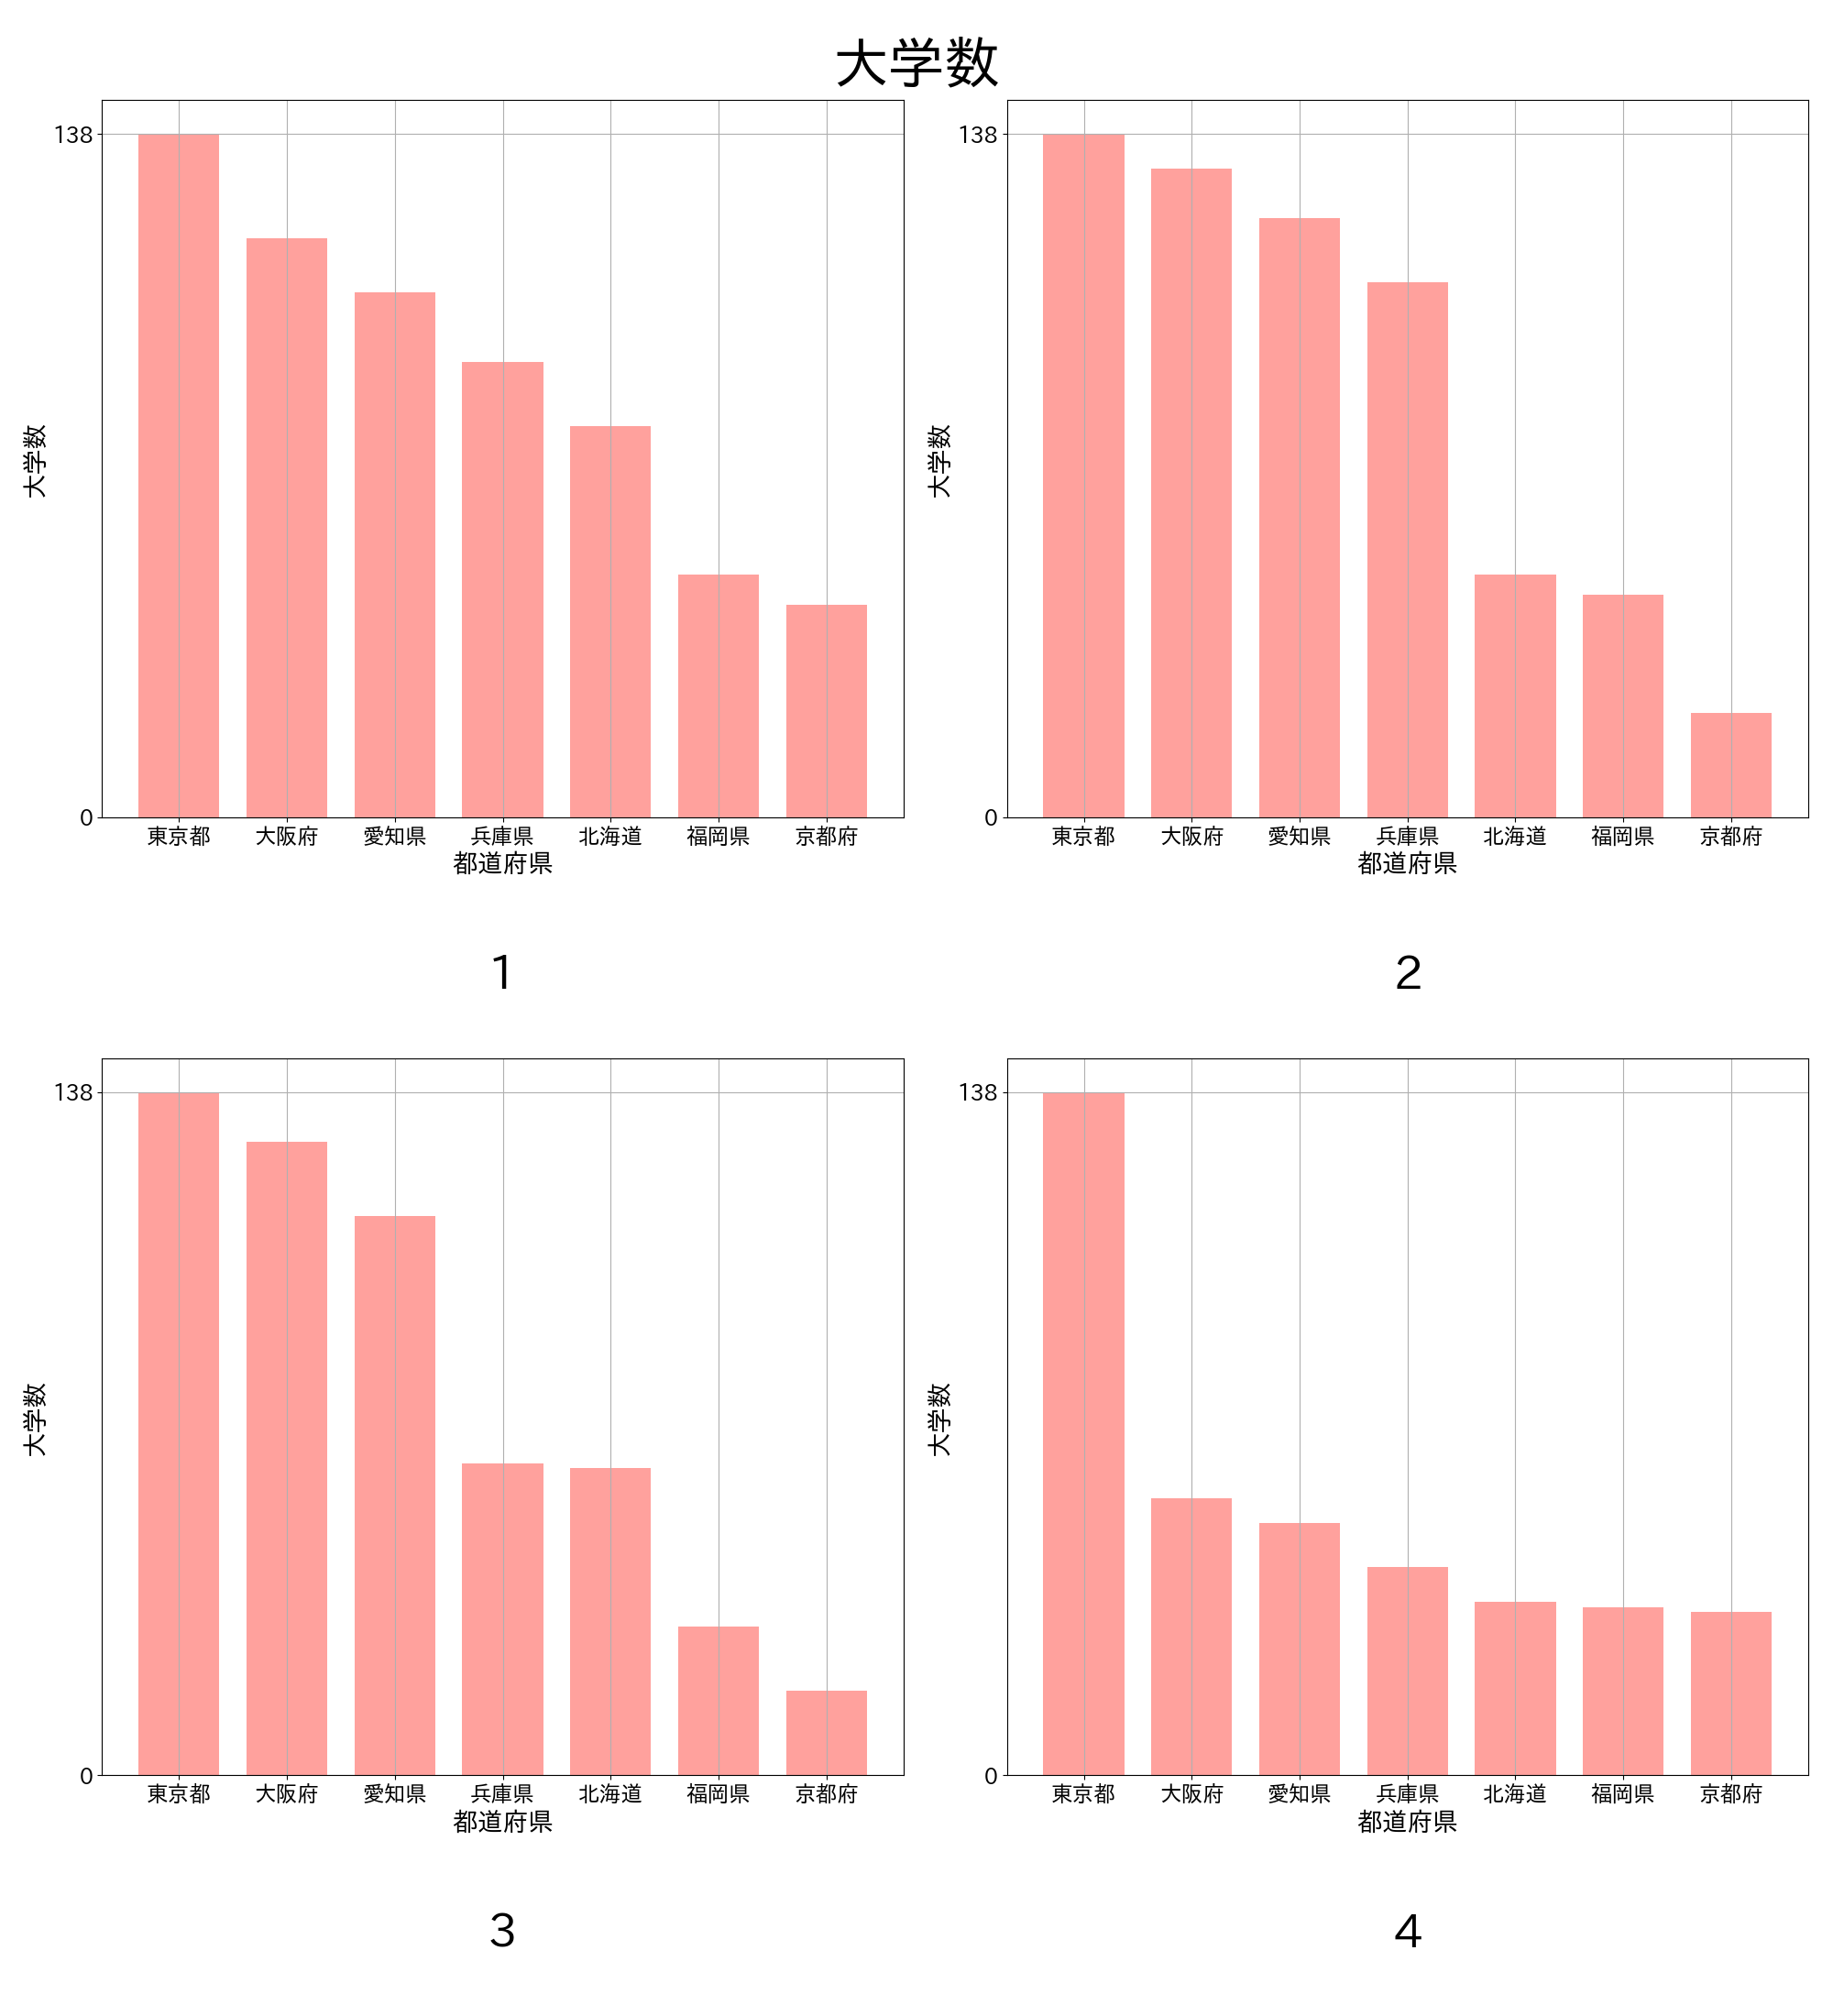 大学数
138
0
大学数
東京都 大阪府 愛知県 兵庫県 北海道 福岡県 京都府
都道府県
1
138
0
大学数
東京都 大阪府 愛知県 兵庫県 北海道 福岡県 京都府
都道府県
2
138
0
大学数
東京都 大阪府 愛知県 兵庫県 北海道 福岡県 京都府
都道府県
3
138
0
大学数
東京都 大阪府 愛知県 兵庫県 北海道 福岡県 京都府
都道府県
4